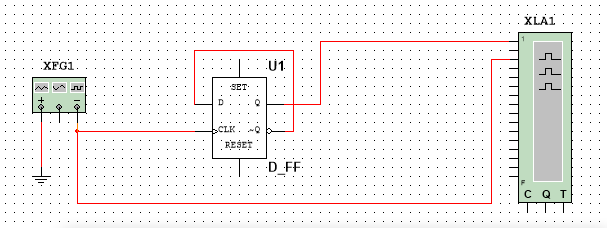 XLA1
XFG1
U1
SET
D Q
CLK ~Q
RESET
D_FF
1
F
C Q T